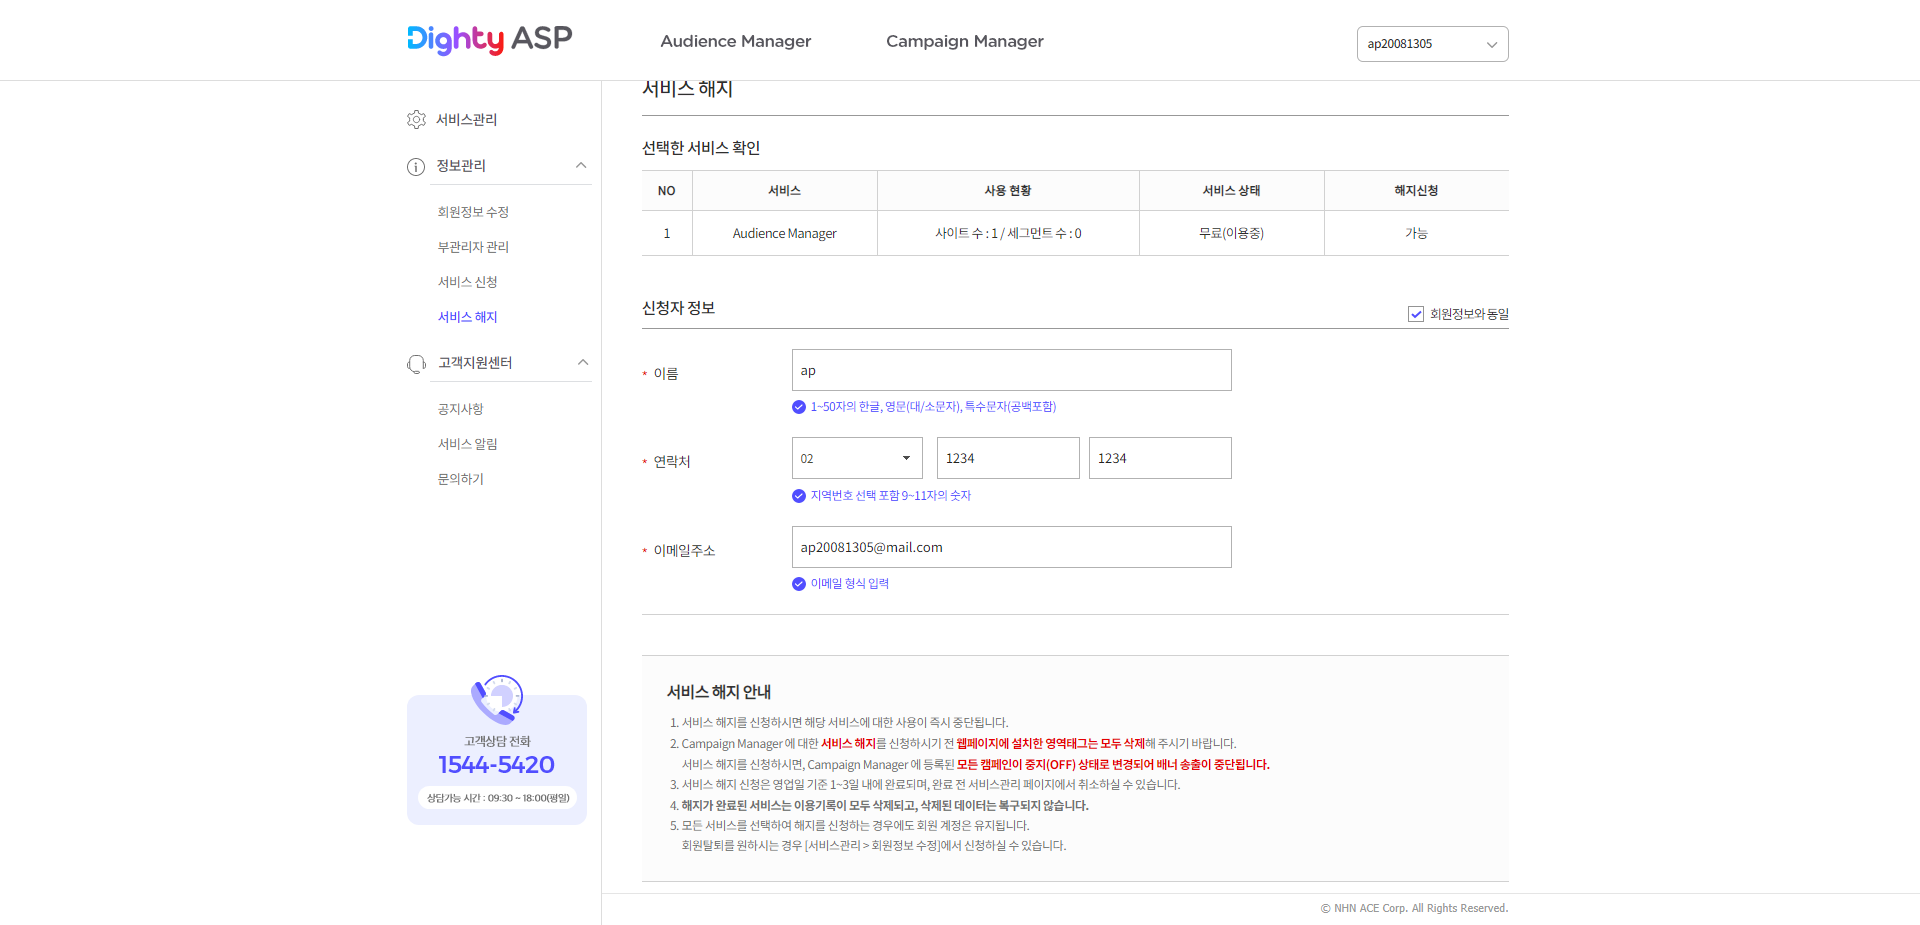 Dighty ASP
Audience Manager
Campaign Manager
ap20081305
서비스관리
정보관리
회원정보 수정
부관리자 관리
서비스 신청
서비스 해지
고객지원센터
공지사항
서비스 알림
문의하기
고객상담 전화
1544-5420
상담가능 시간 : 09:30 ~ 18:00(평일)
서비스 해지
선택한 서비스 확인
NO 서비스 사용 현황 서비스 상태 해지신청
1 Audience Manager 사이트 수 : 1 / 세그먼트 수 : 0 무료(이용중) 가능
신청자 정보
회원정보와 동일
* 이름
ap
1~50자의 한글, 영문(대/소문자), 특수문자(공백포함)
* 연락처
02 1234 1234
지역번호 선택 포함 9~11자의 숫자
* 이메일주소
ap20081305@mail.com
이메일 형식 입력
서비스 해지 안내
1. 서비스 해지를 신청하시면 해당 서비스에 대한 사용이 즉시 중단됩니다.
2. Campaign Manager 에 대한 서비스 해지를 신청하시기 전 웹페이지에 설치한 영역태그는 모두 삭제해 주시기 바랍니다.
서비스 해지를 신청하시면, Campaign Manager 에 등록된 모든 캠페인이 중지(OFF) 상태로 변경되어 배너 송출이 중단됩니다.
3. 서비스 해지 신청은 영업일 기준 1~3일 내에 완료되며, 완료 전 서비스관리 페이지에서 취소하실 수 있습니다.
4. 해지가 완료된 서비스는 이용기록이 모두 삭제되고, 삭제된 데이터는 복구되지 않습니다.
5. 모든 서비스를 선택하여 해지를 신청하는 경우에도 회원 계정은 유지됩니다.
회원탈퇴를 원하시는 경우 [서비스관리 > 회원정보 수정]에서 신청하실 수 있습니다.
© NHN ACE Corp. All Rights Reserved.